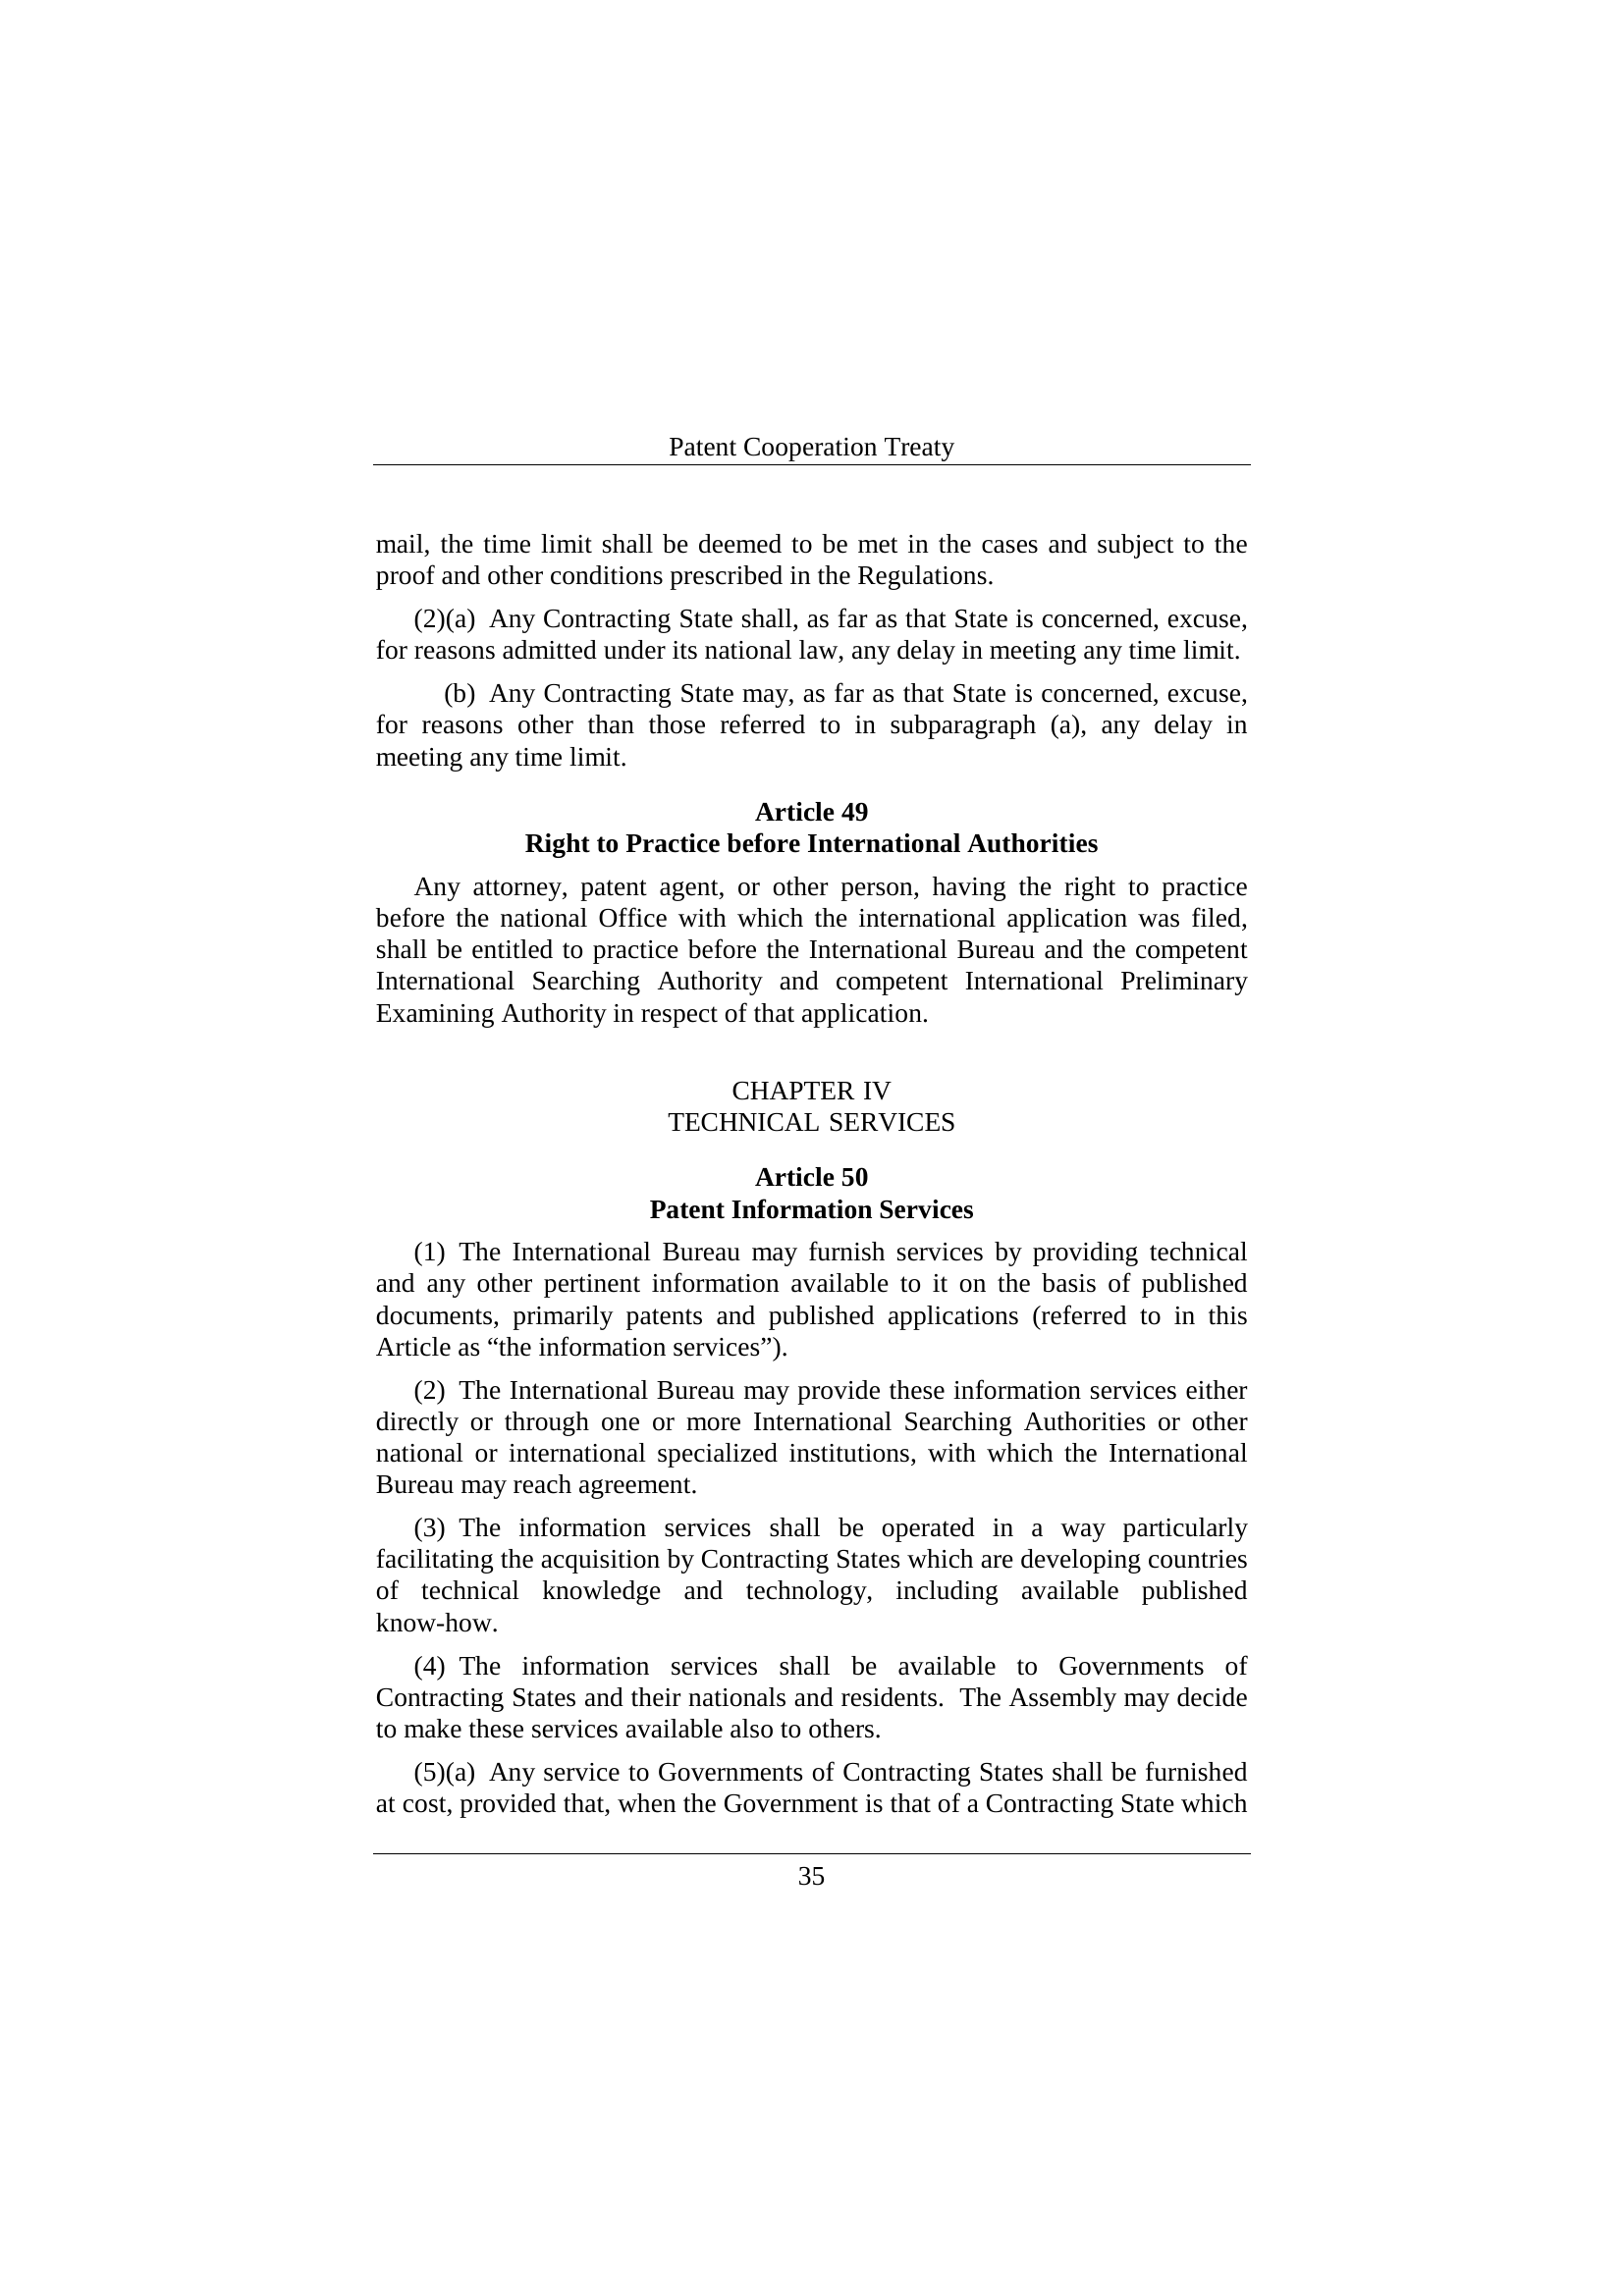 Patent Cooperation Treaty
mail, the time limit shall be deemed to be met in the cases and subject to the
proof and other conditions prescribed in the Regulations.
(2)(a) Any Contracting State shall, as far as that State is concerned, excuse,
for reasons admitted under its national law, any delay in meeting any time limit.
(b) Any Contracting State may, as far as that State is concerned, excuse,
for reasons other than those referred to in subparagraph (a), any delay in
meeting any time limit.
Article 49
Right to Practice before International Authorities
Any attorney, patent agent, or other person, having the right to practice
before the national Office with which the international application was filed,
shall be entitled to practice before the International Bureau and the competent
International Searching Authority and competent International Preliminary
Examining Authority in respect of that application.
CHAPTER IV
TECHNICAL SERVICES
Article 50
Patent Information Services
(1) The International Bureau may furnish services by providing technical
and any other pertinent information available to it on the basis of published
documents, primarily patents and published applications (referred to in this
Article as “the information services”).
(2) The International Bureau may provide these information services either
directly or through one or more International Searching Authorities or other
national or international specialized institutions, with which the International
Bureau may reach agreement.
(3) The information services shall be operated in a way particularly
facilitating the acquisition by Contracting States which are developing countries
of technical knowledge and technology, including available published
know-how.
(4) The information services shall be available to Governments of
Contracting States and their nationals and residents. The Assembly may decide
to make these services available also to others.
(5)(a) Any service to Governments of Contracting States shall be furnished
at cost, provided that, when the Government is that of a Contracting State which
35